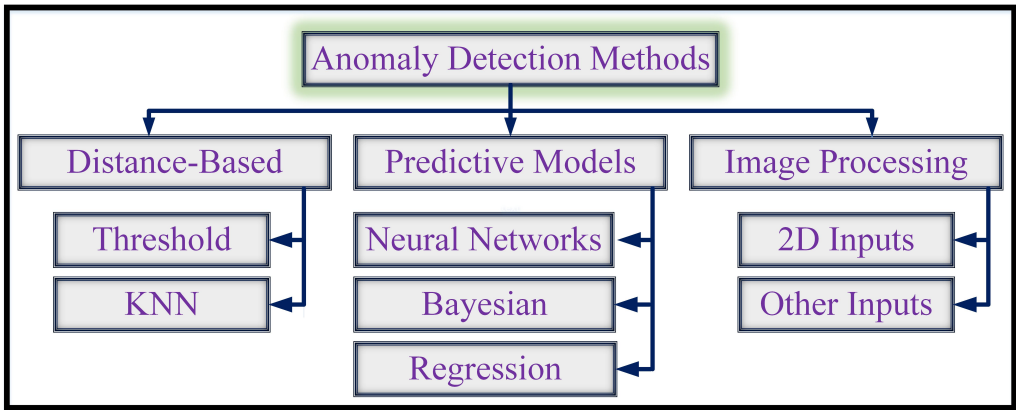 Anomaly Detection Methods
Distance-Based
Threshold
KNN
Predictive Models
Neural Networks
Bayesian
Regression
Image Processing
2D Inputs
Other Inputs